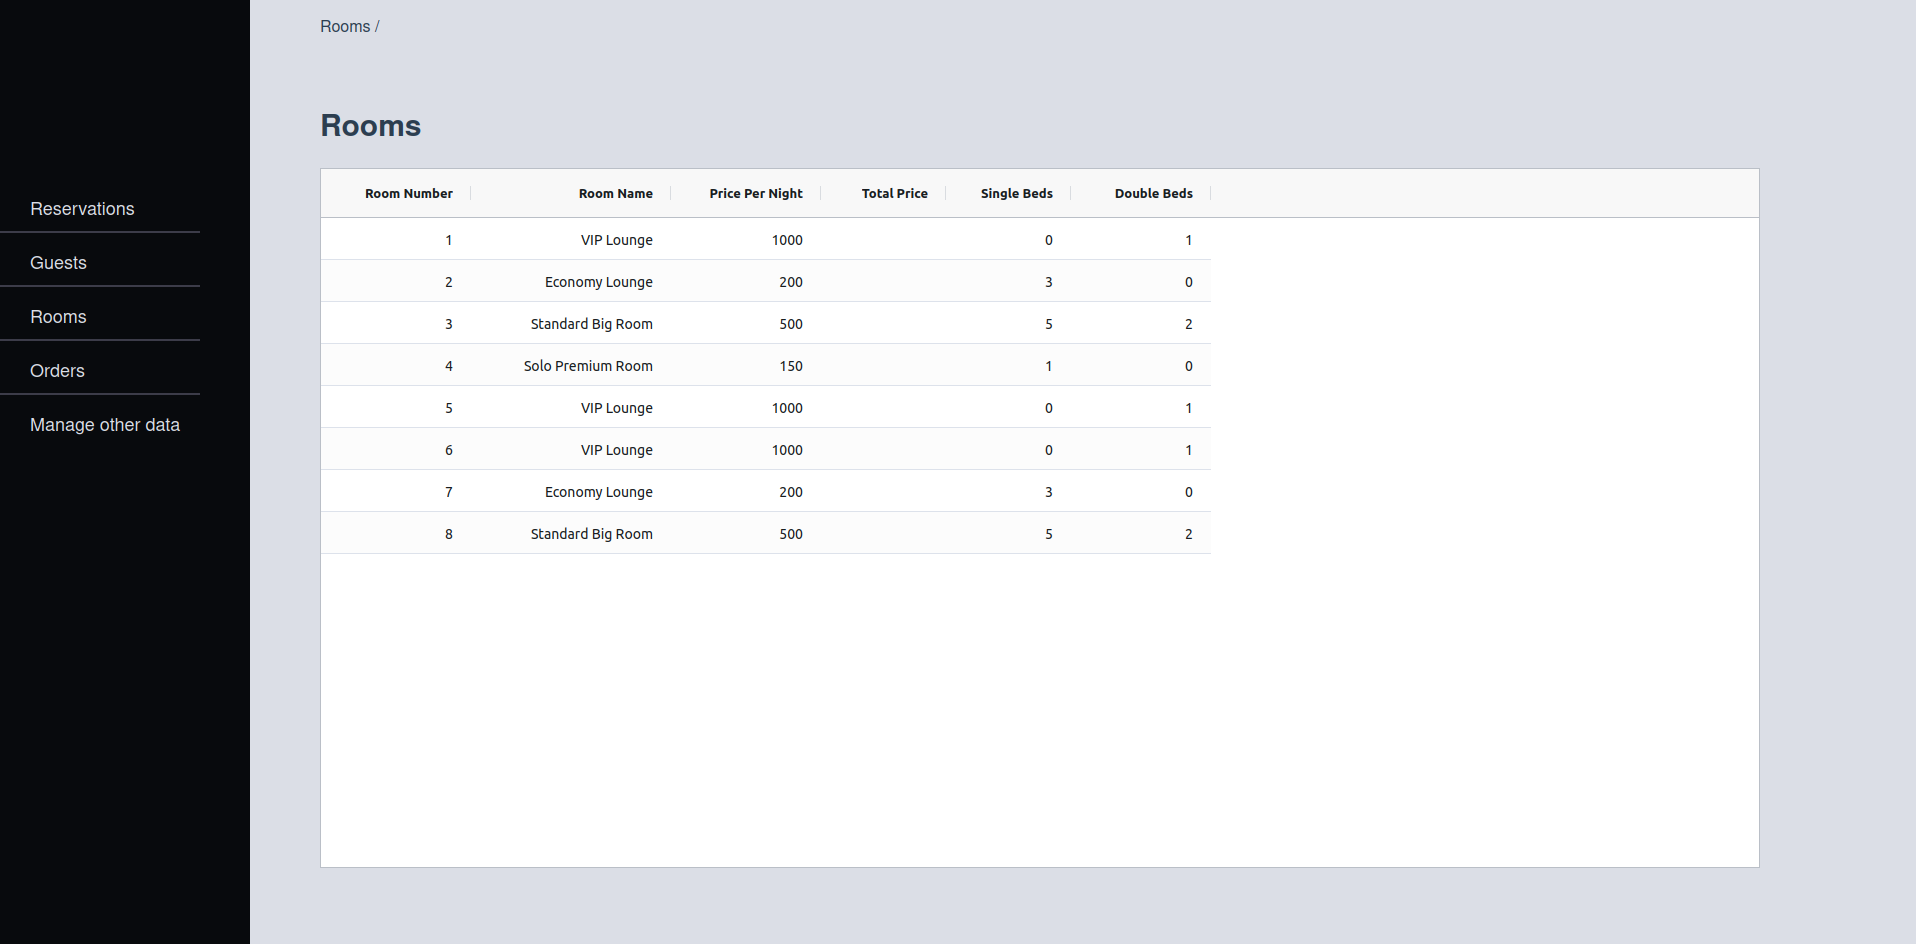 Rooms /
Reservations
Guests
Rooms
Orders
Manage other data
Rooms
Room Number Room Name Price Per Night Total Price Single Beds Double Beds
1 VIP Lounge 1000 0 1
2 Economy Lounge 200 3 0
3 Standard Big Room 500 5 2
4 Solo Premium Room 150 1 0
5 VIP Lounge 1000 0 1
6 VIP Lounge 1000 0 1
7 Economy Lounge 200 3 0
8 Standard Big Room 500 5 2